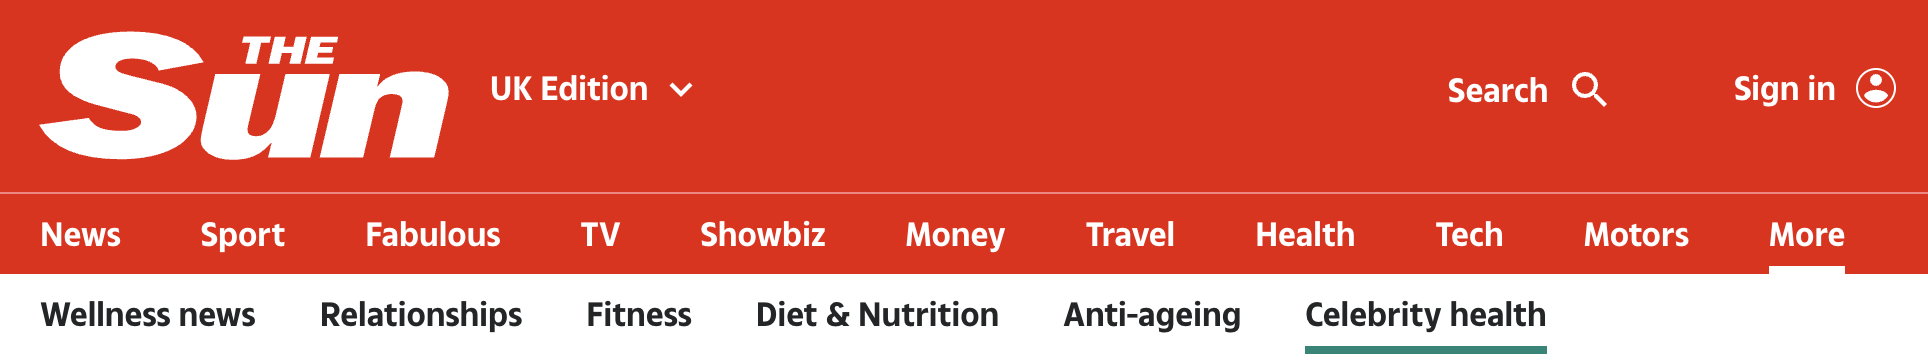 THE Sun
UK Edition
Search
Sign in
News Sport Fabulous TV Showbiz Money Travel Health Tech Motors More
Wellness news Relationships Fitness Diet & Nutrition Anti-ageing Celebrity health